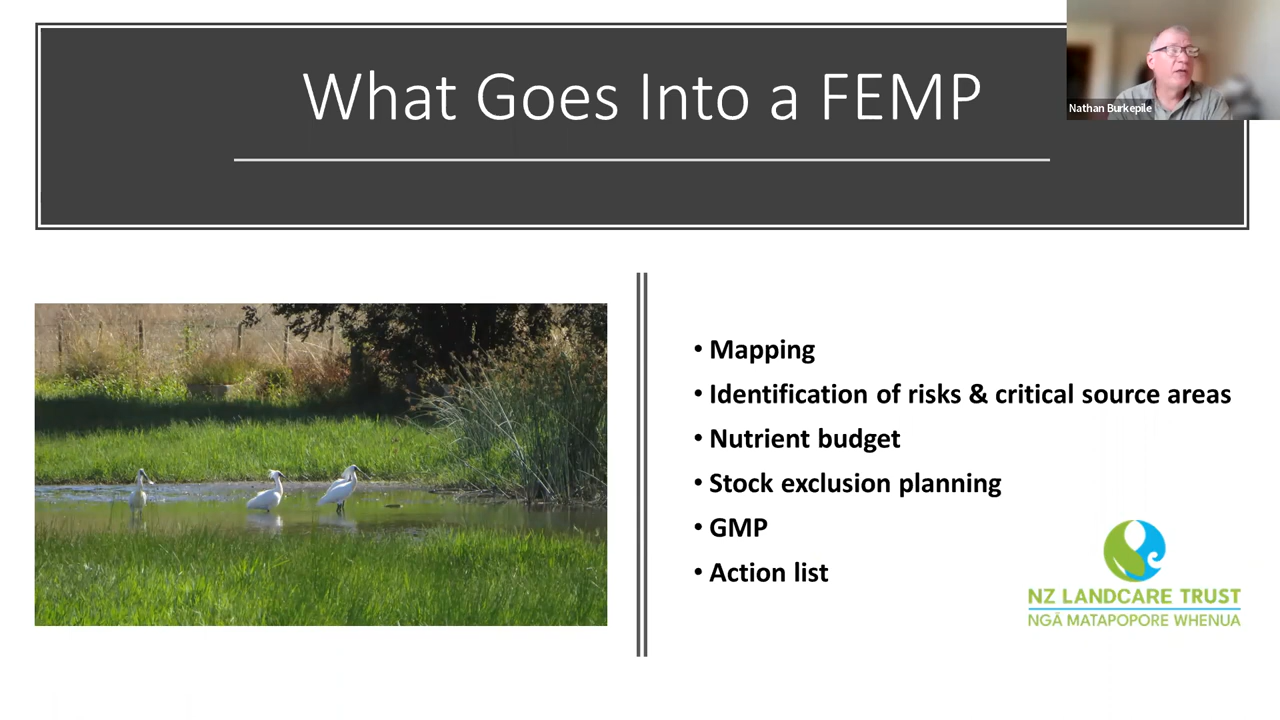 What Goes Into a FEMP
Nathan Burkepile
• Mapping
• Identification of risks & critical source areas
• Nutrient budget
• Stock exclusion planning
• GMP
• Action list
NZ LANDCARE TRUST
NGĀ MATAPOPORE WHENUA